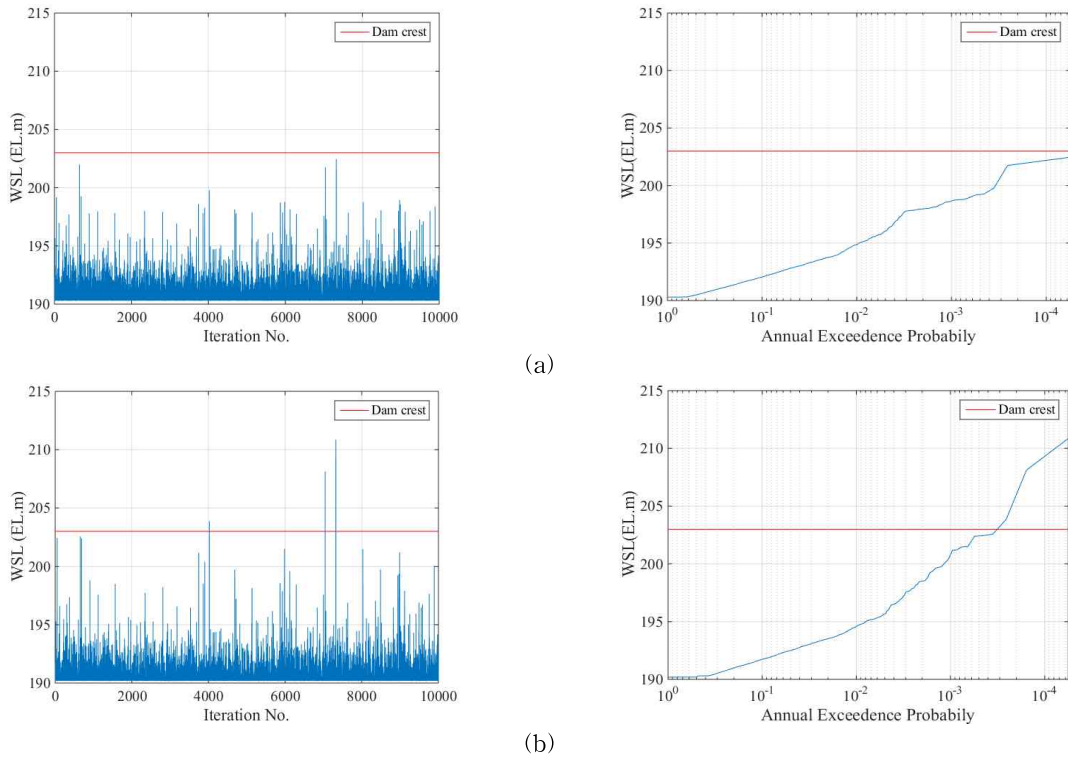 215
210
205
200
195
190
WSL (EL.m)
Dam crest
0 2000 4000 6000 8000 10000
Iteration No.
215
210
205
200
195
190
WSL(EL.m)
Dam crest
10⁰ 10⁻¹ 10⁻² 10⁻³ 10⁻⁴
Annual Exceedence Probabily
(a)
215
210
205
200
195
190
WSL (EL.m)
Dam crest
0 2000 4000 6000 8000 10000
Iteration No.
215
210
205
200
195
190
WSL(EL.m)
Dam crest
10⁰ 10⁻¹ 10⁻² 10⁻³ 10⁻⁴
Annual Exceedence Probabily
(b)